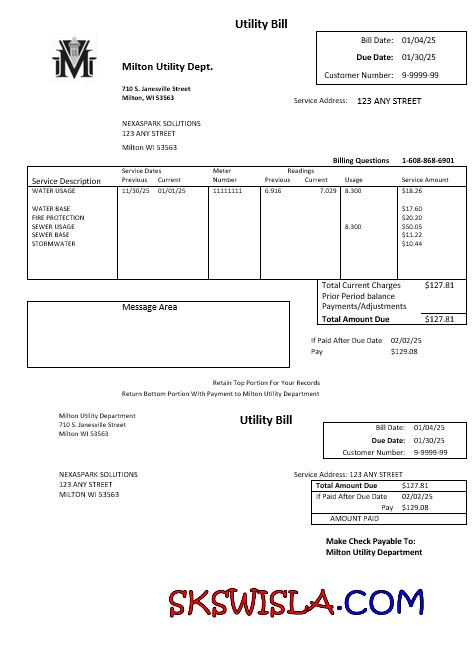 Utility Bill
Bill Date: 01/04/25
Due Date: 01/30/25
Customer Number: 9-9999-99
M
Milton Utility Dept.
710 S. Janesville Street
Milton, WI 53563
Service Address: 123 ANY STREET
NEXASPARK SOLUTIONS
123 ANY STREET
Milton WI 53563
Billing Questions 1-608-868-6901
Service Dates Meter Readings
Service Description Previous Current Number Previous Current Usage Service Amount
WATER USAGE 11/30/25 01/01/25 11111111 6.916 7.029 8.300 $18.26
WATER BASE $17.60
FIRE PROTECTION $20.20
SEWER USAGE 8.300 $50.05
SEWER BASE $11.22
STORMWATER $10.44
Total Current Charges $127.81
Prior Period balance
Payments/Adjustments
Total Amount Due $127.81
Message Area
If Paid After Due Date 02/02/25
Pay $129.08
Retain Top Portion For Your Records
Return Bottom Portion With Payment to Milton Utility Department
Milton Utility Department
710 S. Janesville Street
Milton WI 53563
Utility Bill
Bill Date: 01/04/25
Due Date: 01/30/25
Customer Number: 9-9999-99
NEXASPARK SOLUTIONS
123 ANY STREET
MILTON WI 53563
Service Address: 123 ANY STREET
Total Amount Due $127.81
If Paid After Due Date 02/02/25
Pay $129.08
AMOUNT PAID
Make Check Payable To:
Milton Utility Department
SKSWISLA.COM